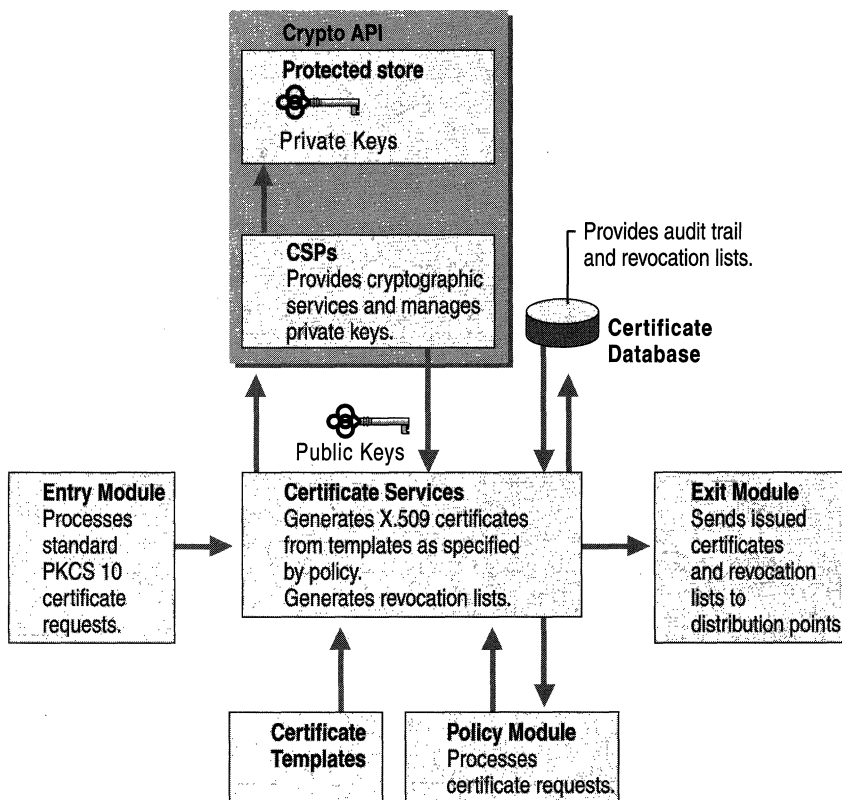 Crypto API
Protected store
Private Keys
CSPs
Provides cryptographic
services and manages
private keys.
Provides audit trail
and revocation lists.
Certificate
Database
Public Keys
Entry Module
Processes
standard
PKCS 10
certificate
requests.
Certificate Services
Generates X.509 certificates
from templates as specified
by policy.
Generates revocation lists.
Exit Module
Sends issued
certificates
and revocation
lists to
distribution points
Certificate
Templates
Policy Module
Processes
certificate requests.